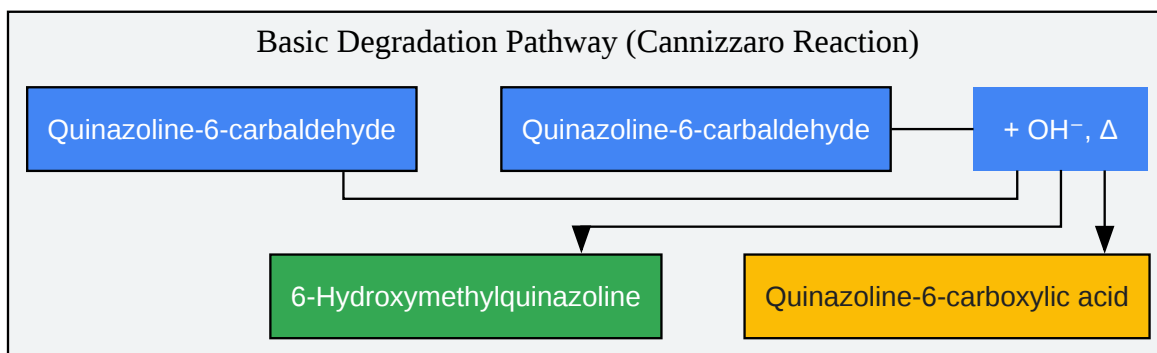 Basic Degradation Pathway (Cannizzaro Reaction)
Quinazoline-6-carbaldehyde
Quinazoline-6-carbaldehyde
+ OH⁻, Δ
6-Hydroxymethylquinazoline
Quinazoline-6-carboxylic acid